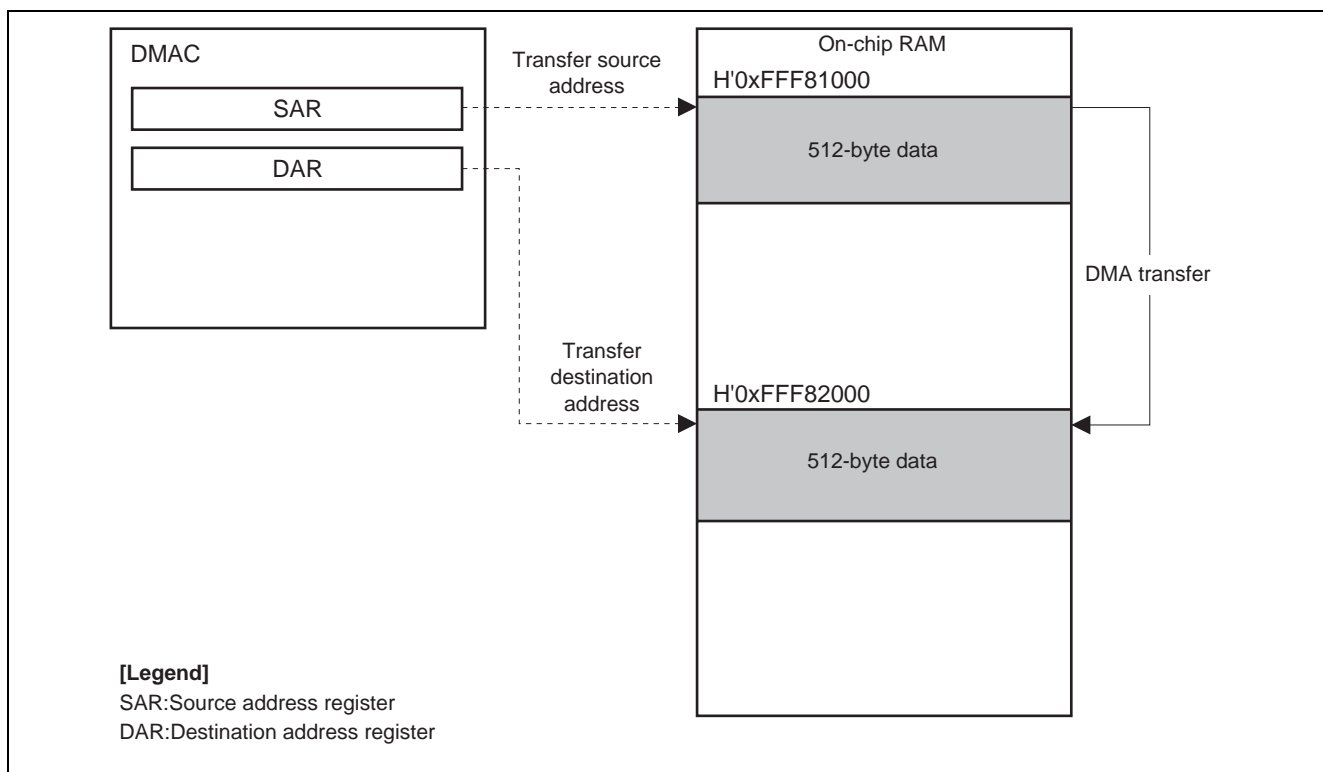 DMAC
SAR
DAR
Transfer source
address
Transfer
destination
address
On-chip RAM
H'0xFFF81000
512-byte data
DMA transfer
H'0xFFF82000
512-byte data
[Legend]
SAR:Source address register
DAR:Destination address register